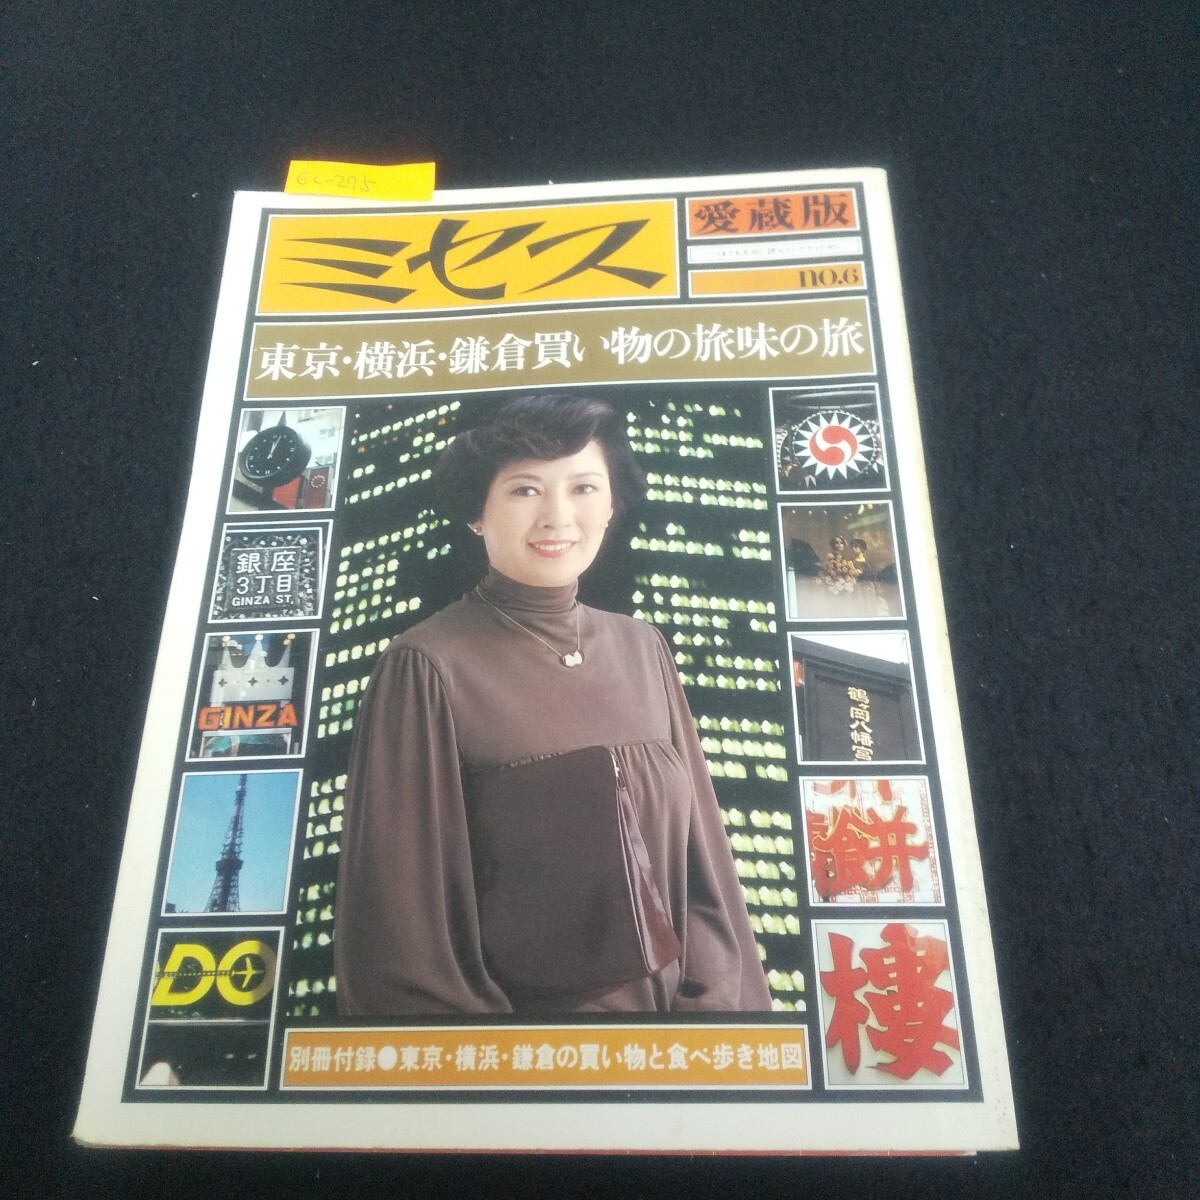 GC-295
ミセス
愛蔵版
no.6
東京・横浜・鎌倉買い物の旅味の旅
銀座
3丁目
GINZA ST.
GINZA
鶴ヶ岡八幡宮
餅
DO
樓
別冊付録●東京・横浜・鎌倉の買い物と食べ歩き地図